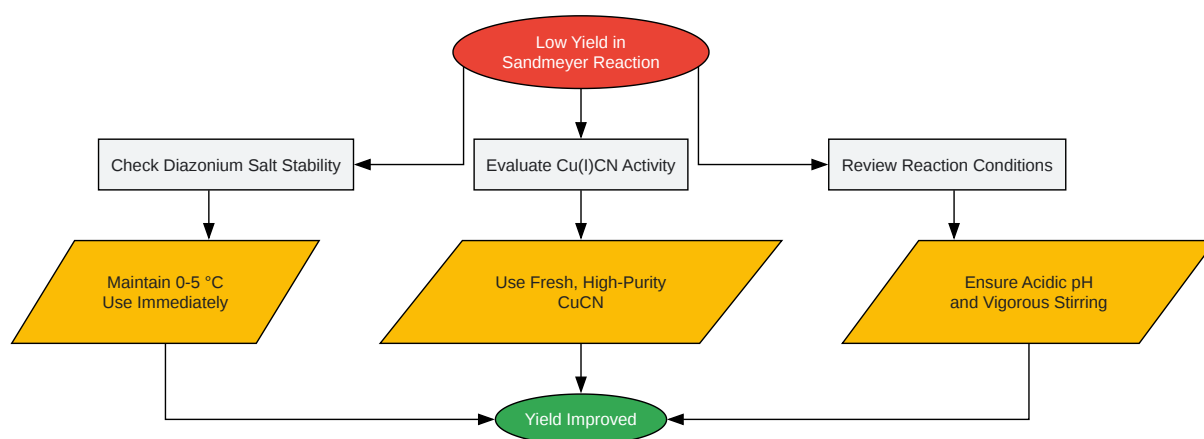 Low Yield in
Sandmeyer Reaction
Check Diazonium Salt Stability
Evaluate Cu(I)CN Activity
Review Reaction Conditions
Maintain 0-5 °C
Use Immediately
Use Fresh, High-Purity
CuCN
Ensure Acidic pH
and Vigorous Stirring
Yield Improved